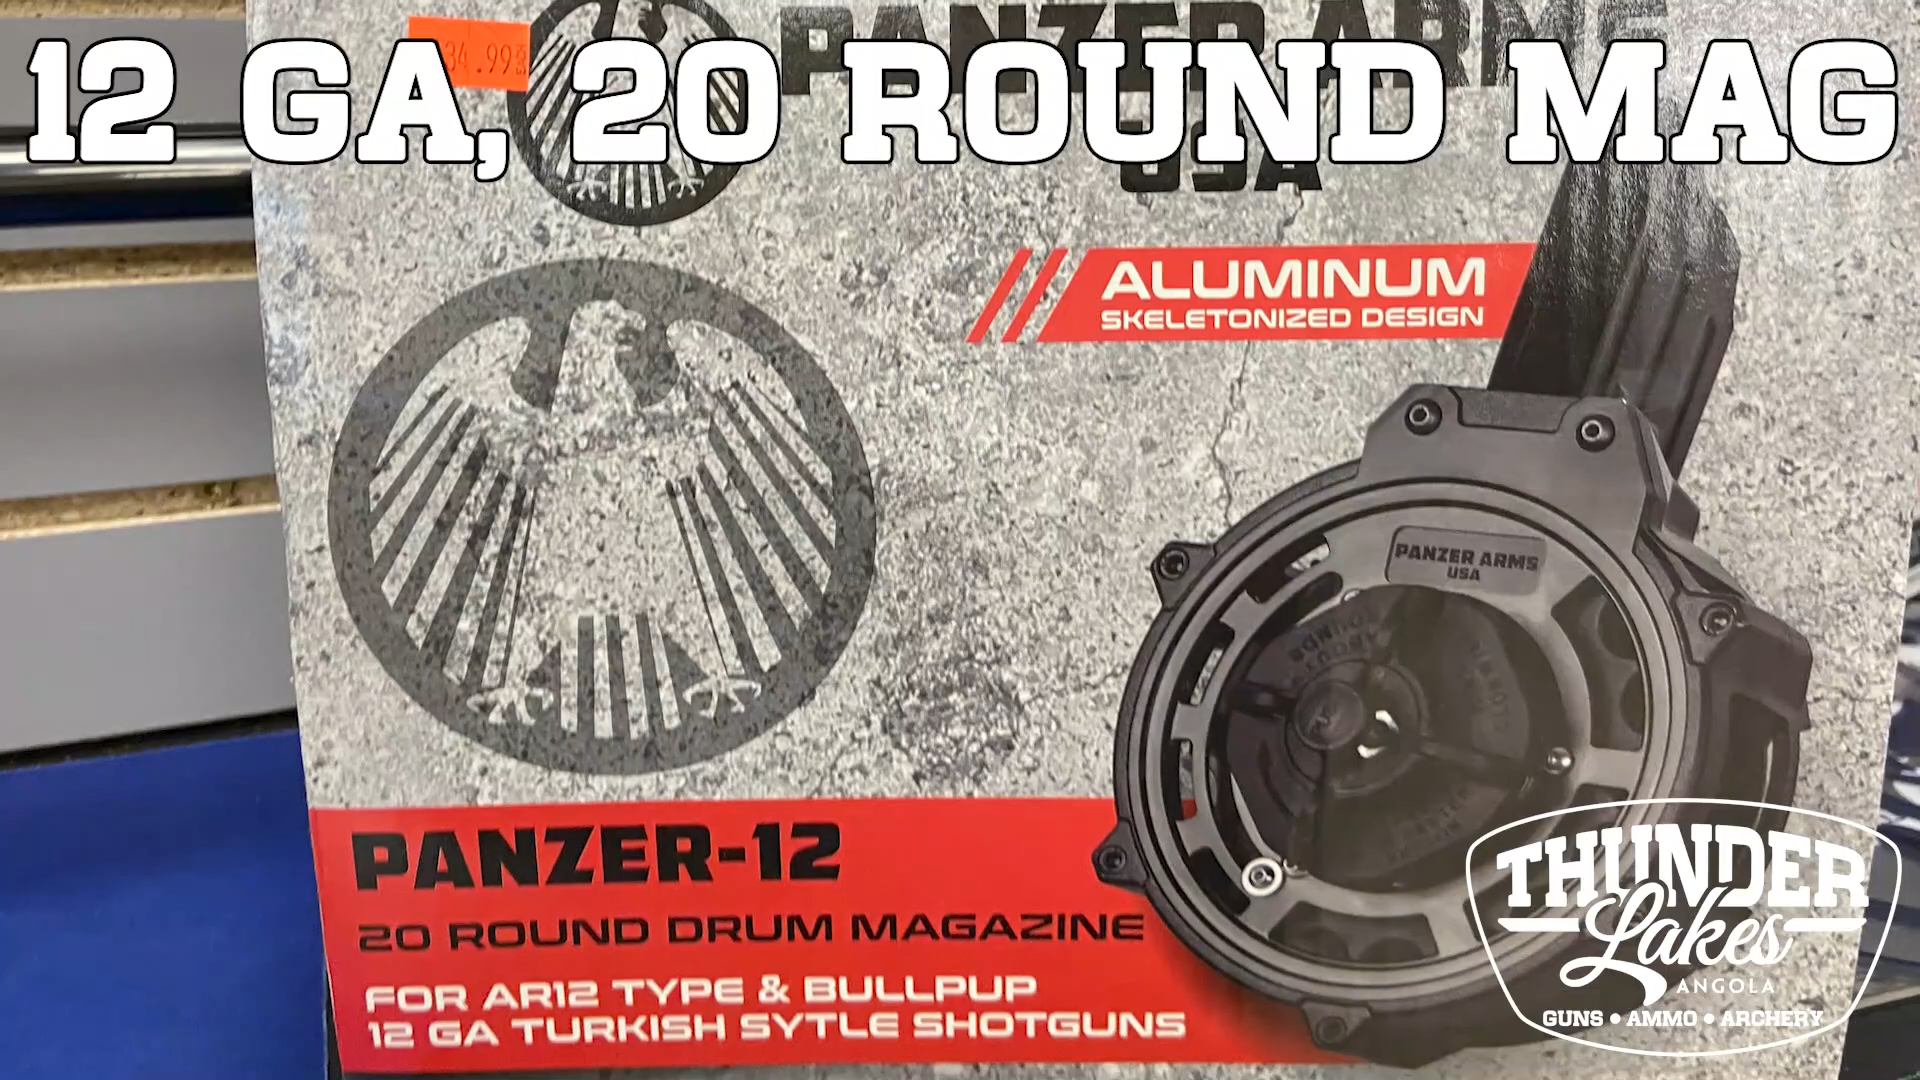 12 GA, 20 ROUND MAG
34.99
PANZER ARMS
USA
ALUMINUM
SKELETONIZED DESIGN
PANZER ARMS
USA
PANZER-12
20 ROUND DRUM MAGAZINE
FOR AR12 TYPE & BULLPUP
12 GA TURKISH SYTLE SHOTGUNS
THUNDER
Lakes
ANGOLA
GUNS • AMMO • ARCHERY